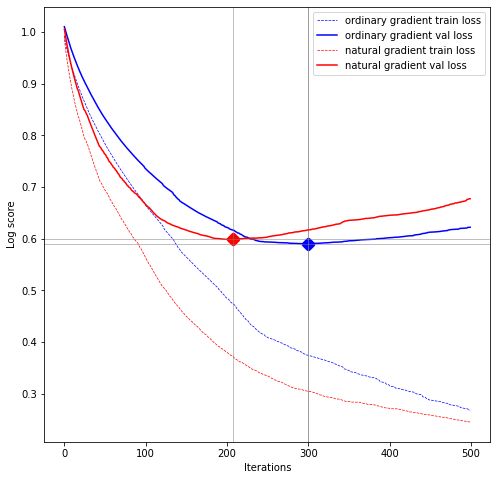 ordinary gradient train loss
ordinary gradient val loss
natural gradient train loss
natural gradient val loss
1.0
0.9
0.8
0.7
0.6
0.5
0.4
0.3
Log score
0 100 200 300 400 500
Iterations